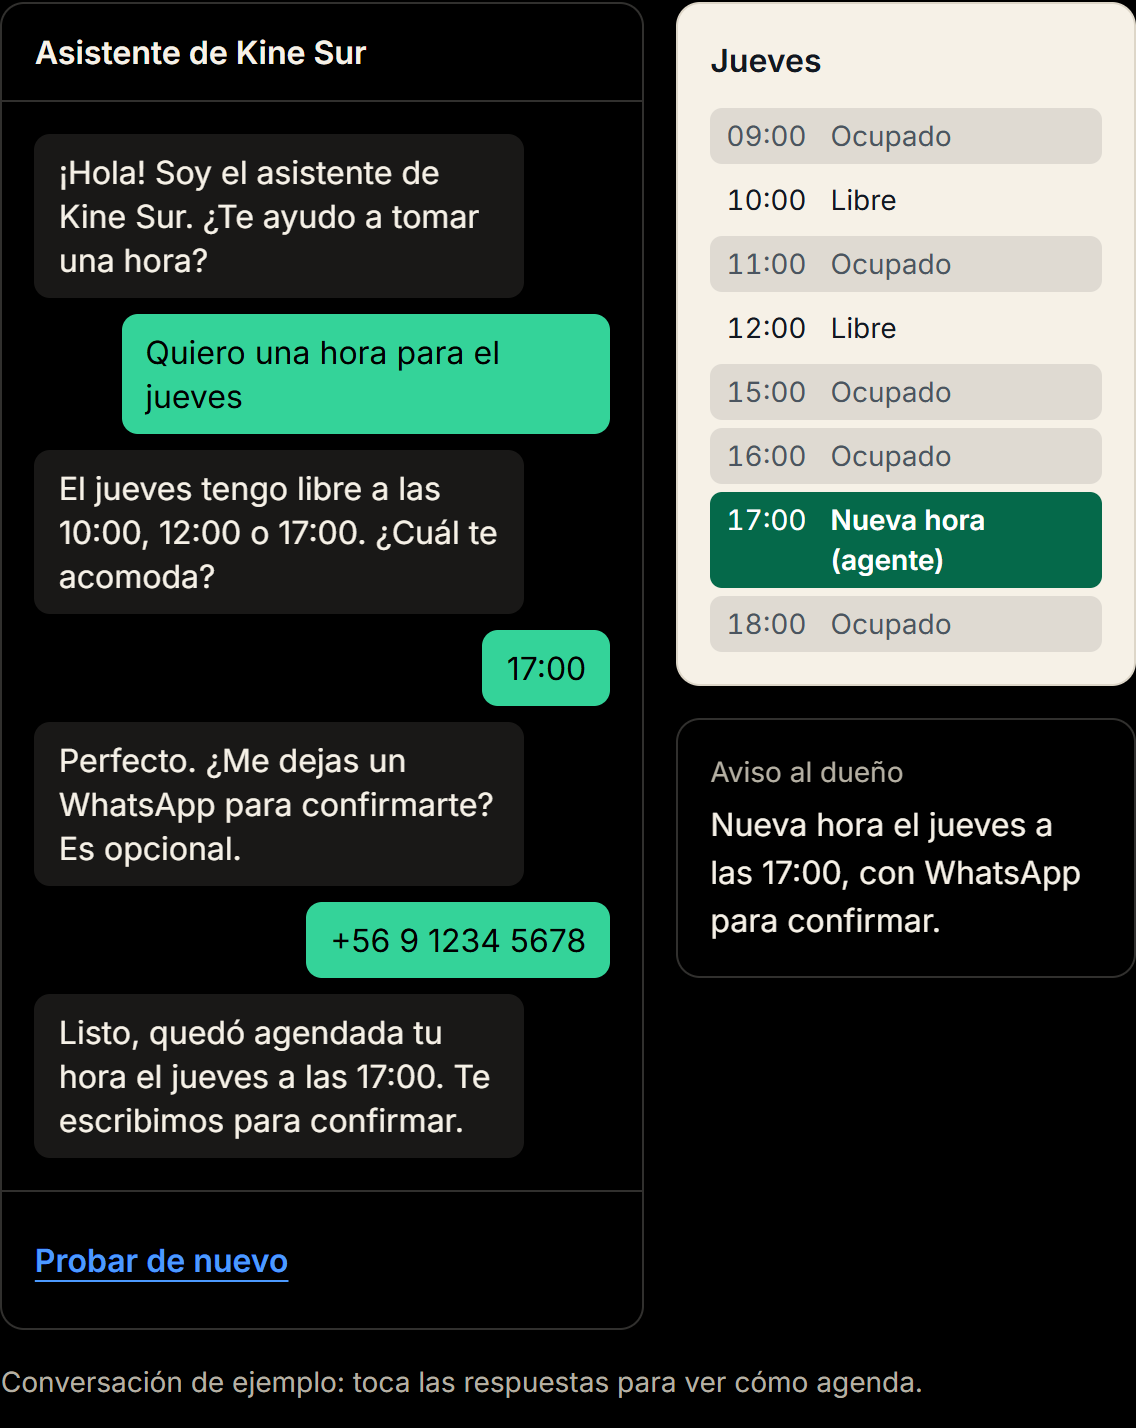 Asistente de Kine Sur
¡Hola! Soy el asistente de
Kine Sur. ¿Te ayudo a tomar
una hora?
Quiero una hora para el
jueves
El jueves tengo libre a las
10:00, 12:00 o 17:00. ¿Cuál te
acomoda?
17:00
Perfecto. ¿Me dejas un
WhatsApp para confirmarte?
Es opcional.
+56 9 1234 5678
Listo, quedó agendada tu
hora el jueves a las 17:00. Te
escribimos para confirmar.
Probar de nuevo
Jueves
09:00 Ocupado
10:00 Libre
11:00 Ocupado
12:00 Libre
15:00 Ocupado
16:00 Ocupado
17:00 Nueva hora
(agente)
18:00 Ocupado
Aviso al dueño
Nueva hora el jueves a
las 17:00, con WhatsApp
para confirmar.
Conversación de ejemplo: toca las respuestas para ver cómo agenda.